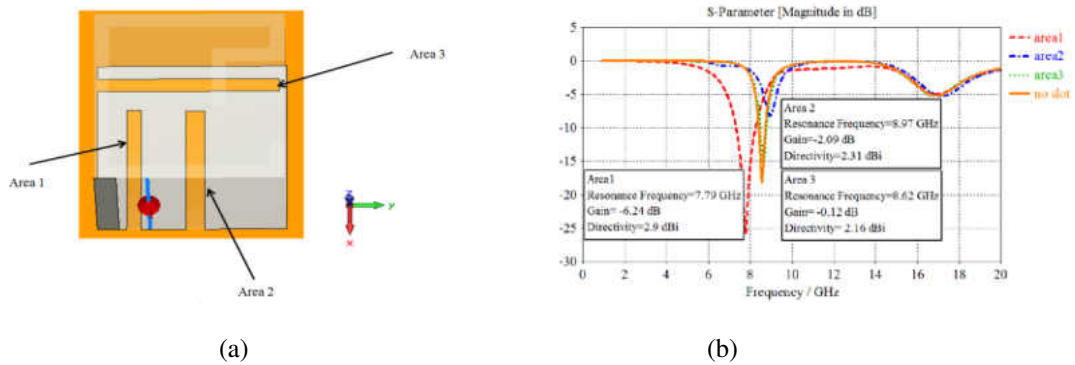 Area 3
Area 1
Area 2
z
y
x
(a)
S-Parameter [Magnitude in dB]
5
0
-5
-10
-15
-20
-25
-30
0
2
4
6
8
10
12
14
16
18
20
Frequency / GHz
area1
area2
area3
no slot
Area 2
Resonance Frequency=8.97 GHz
Gain=-2.09 dB
Directivity=2.31 dBi
Area1
Resonance Frequency=7.79 GHz
Gain= -6.24 dB
Directivity=2.9 dBi
Area 3
Resonance Frequency=8.62 GHz
Gain= -0.12 dB
Directivity= 2.16 dBi
(b)